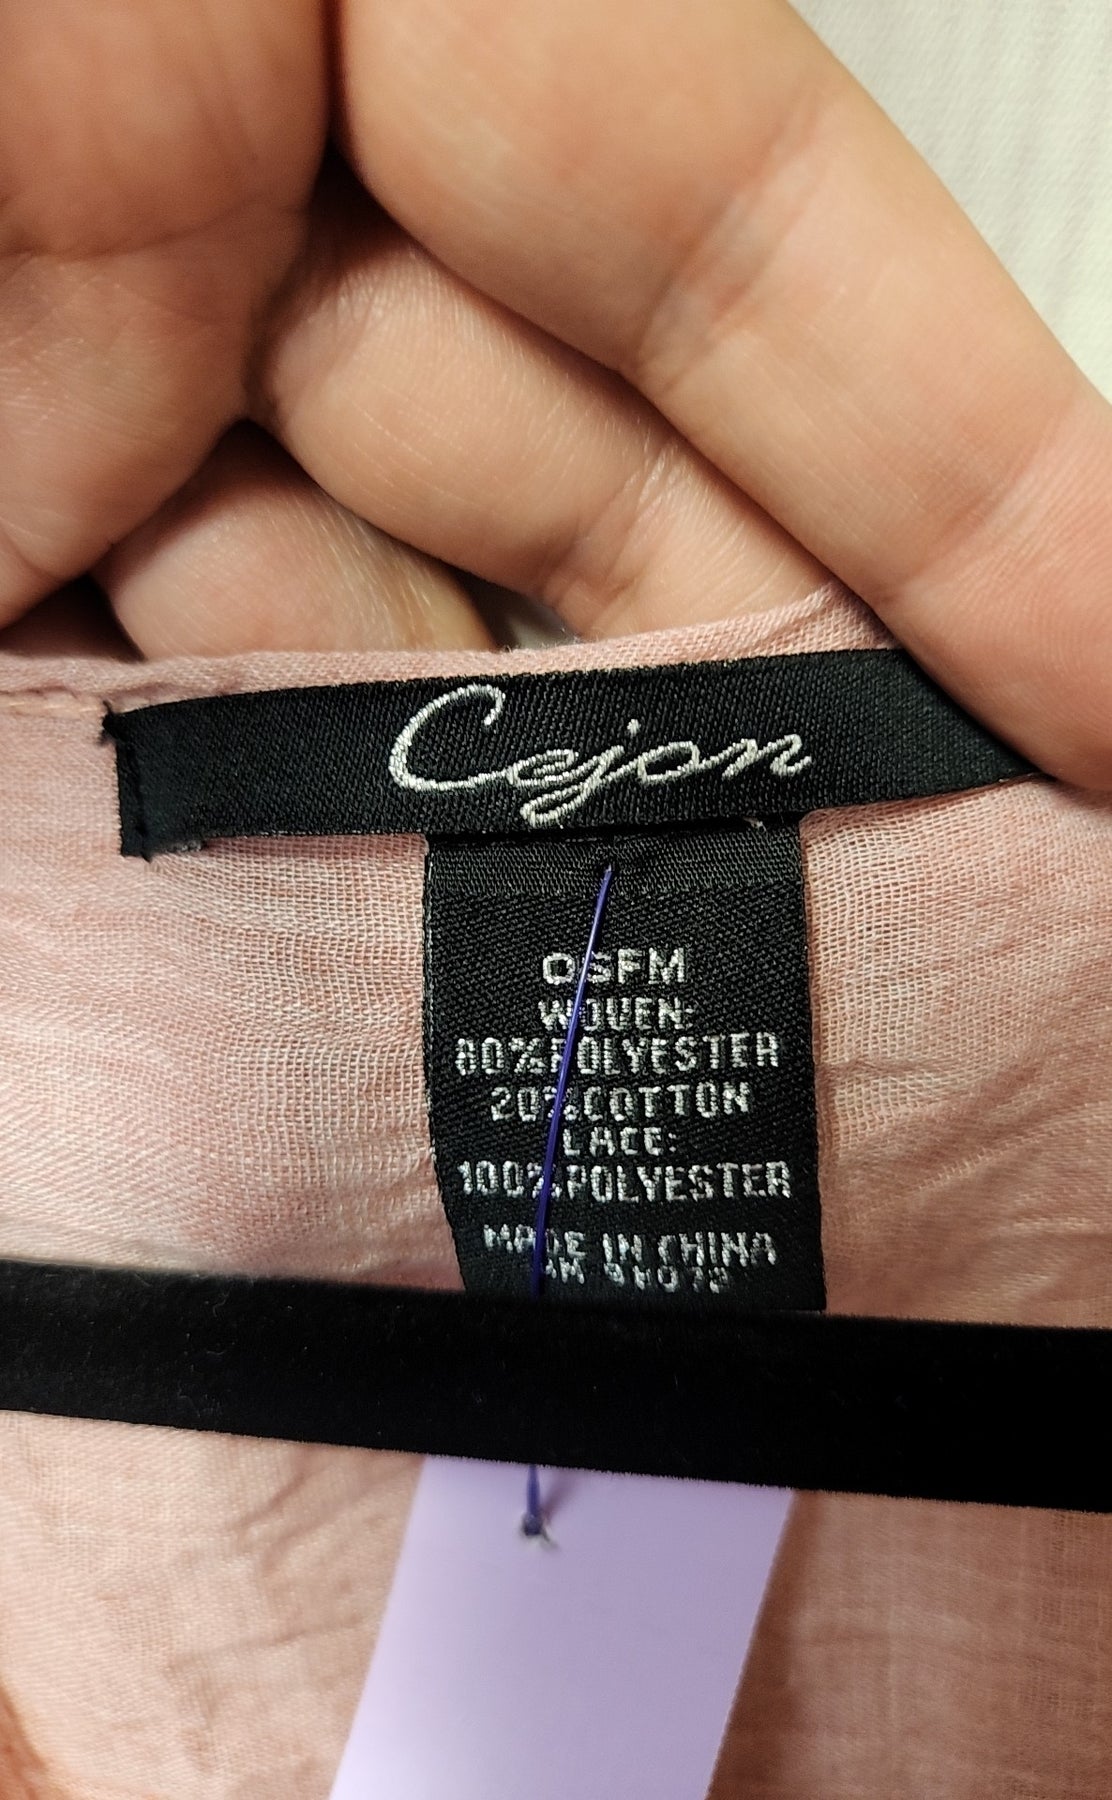 Cejon
OSFM
WOVEN:
80%POLYESTER
20%COTTON
LACE:
100%POLYESTER
MADE IN CHINA